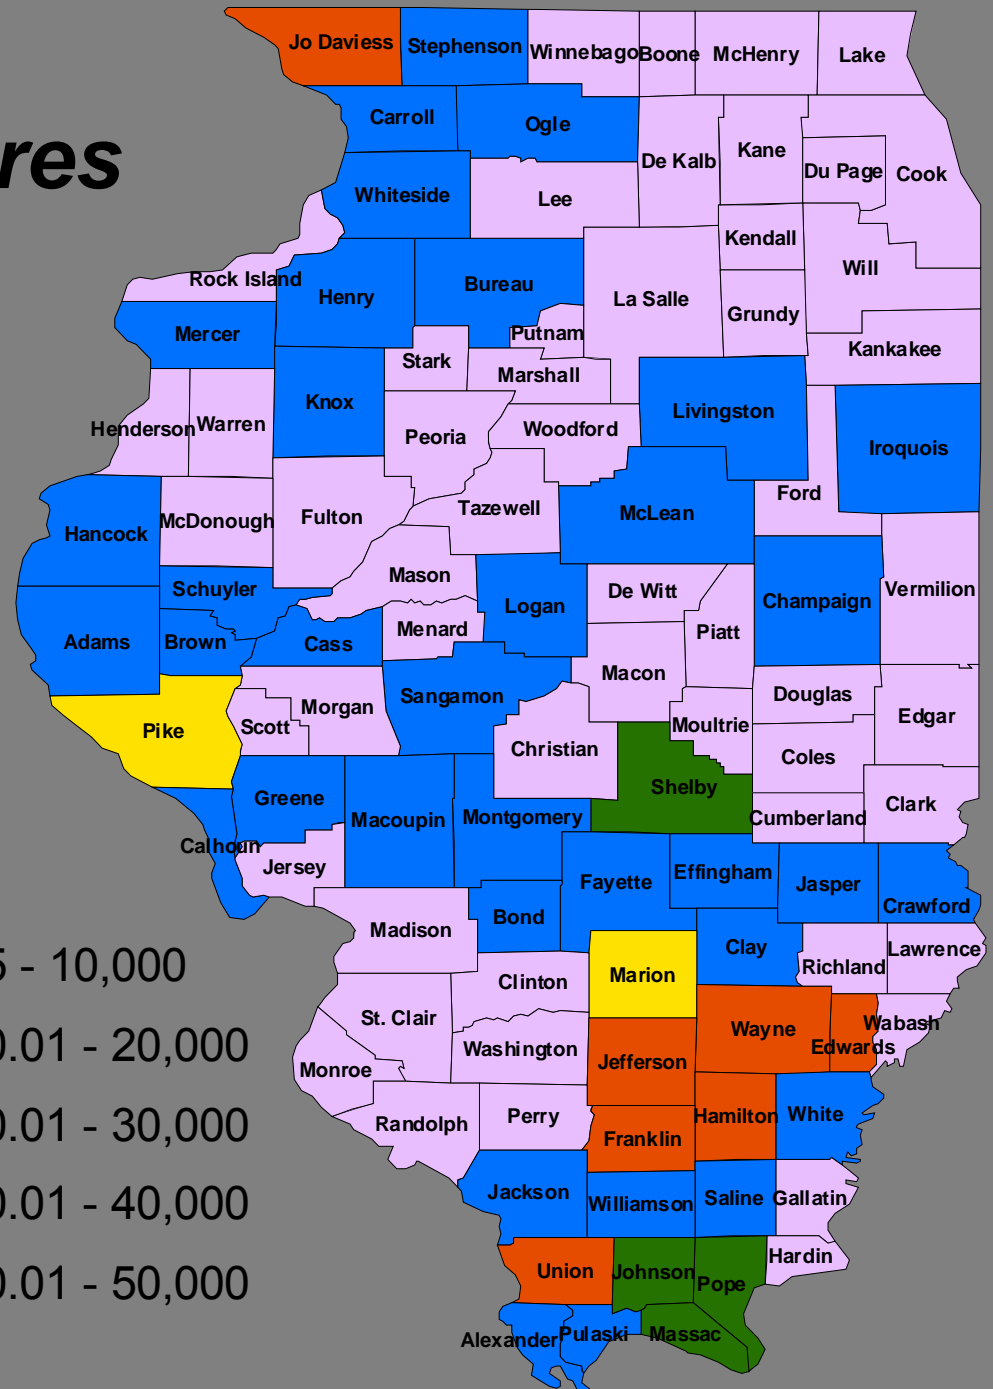 res
Jo Daviess
Stephenson
Winnebago
Boone
McHenry
Lake
Carroll
Ogle
De Kalb
Kane
Du Page
Cook
Whiteside
Lee
Kendall
Will
Rock Island
Henry
Bureau
La Salle
Grundy
Mercer
Putnam
Kankakee
Stark
Marshall
Knox
Livingston
Henderson
Warren
Peoria
Woodford
Iroquois
Ford
Hancock
McDonough
Fulton
Tazewell
McLean
Mason
Schuyler
De Witt
Champaign
Vermilion
Logan
Adams
Brown
Cass
Menard
Piatt
Macon
Sangamon
Douglas
Pike
Scott
Morgan
Moultrie
Edgar
Christian
Coles
Shelby
Greene
Macoupin
Montgomery
Cumberland
Clark
Calhoun
Jersey
Fayette
Effingham
Jasper
Crawford
Bond
Madison
Clay
Lawrence
Richland
Marion
Clinton
St. Clair
Wayne
Wabash
Edwards
Washington
Jefferson
Monroe
Randolph
Perry
Hamilton
White
Franklin
Jackson
Williamson
Saline
Gallatin
Hardin
Union
Johnson
Pope
Alexander
Pulaski
Massac
5 - 10,000
0.01 - 20,000
0.01 - 30,000
0.01 - 40,000
0.01 - 50,000